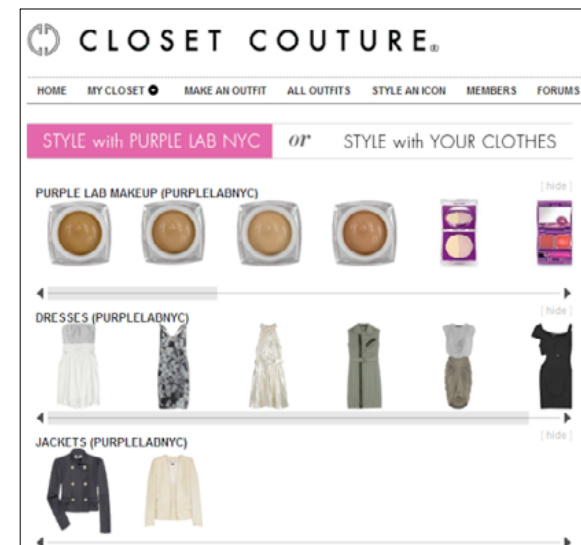 CLOSET COUTURE®
HOME MY CLOSET MAKE AN OUTFIT ALL OUTFITS STYLE AN ICON MEMBERS FORUMS
STYLE with PURPLE LAB NYC or STYLE with YOUR CLOTHES
PURPLE LAB MAKEUP (PURPLELABNYC) [ hide ]
DRESSES (PURPLELABNYC) [ hide ]
JACKETS (PURPLELABNYC) [ hide ]